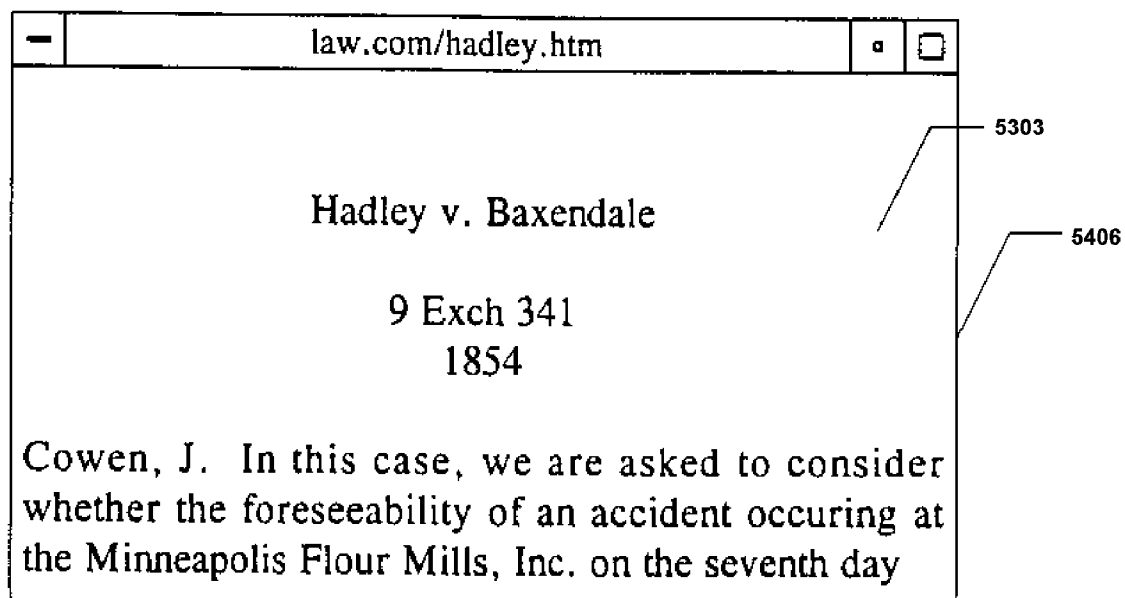 law.com/hadley.htm
5303
Hadley v. Baxendale
5406
9 Exch 341
1854
Cowen, J. In this case, we are asked to consider
whether the foreseeability of an accident occuring at
the Minneapolis Flour Mills, Inc. on the seventh day